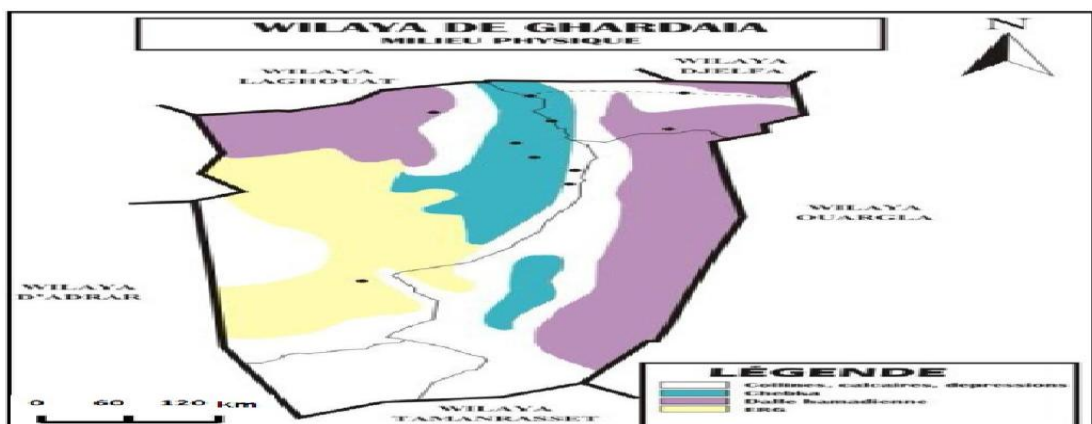 WILAYA DE GHARDAIA
MILIEU PHYSIQUE
N
WILAYA
LAGHOUAT
WILAYA
DJELFA
WILAYA
OUARGLA
WILAYA
D'ADRAR
WILAYA
TAMANRASSET
0 60 120 km
LÉGENDE
Collines, calcaires, depressions
Chebka
Dalle hamadienne
ERG